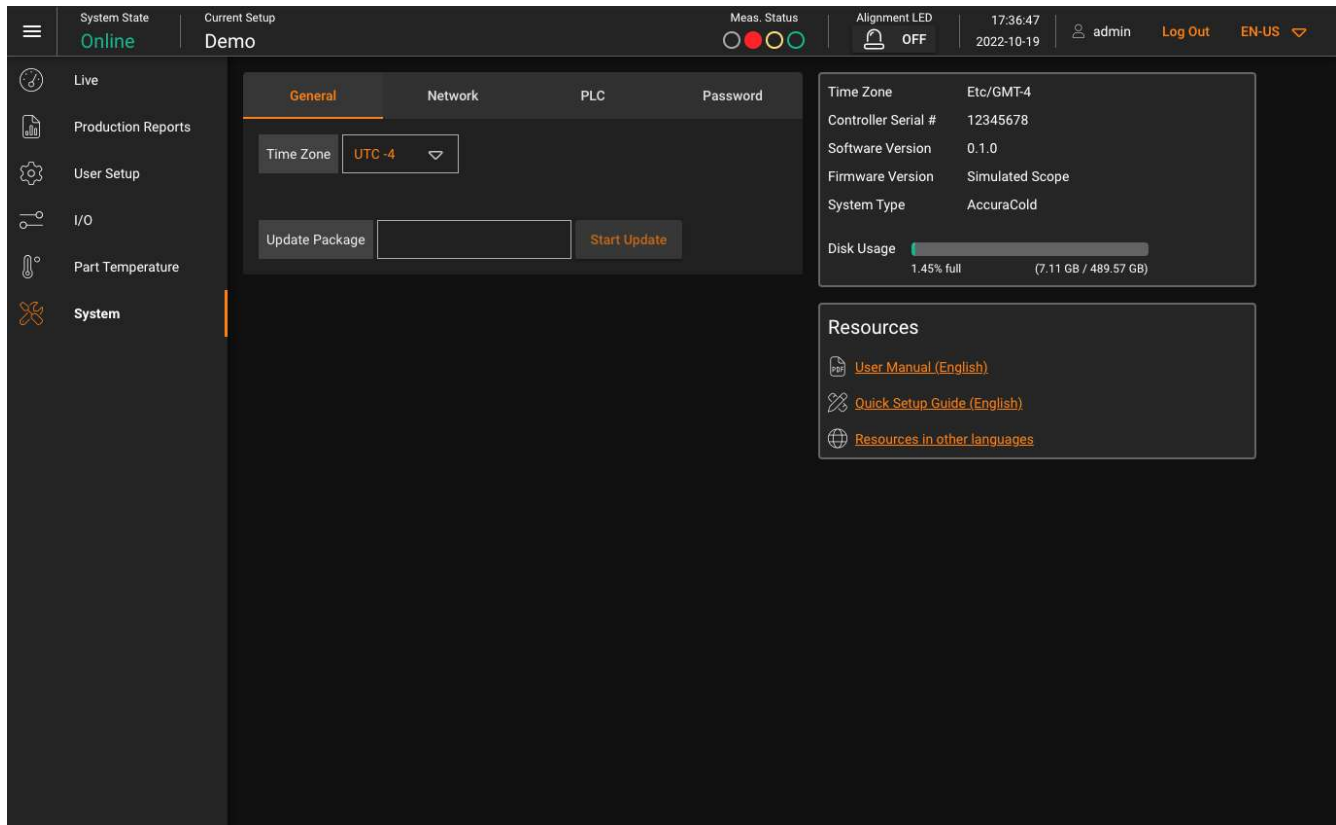 System State
Online
Current Setup
Demo
Meas. Status
Alignment LED
OFF
17:36:47
2022-10-19
admin
Log Out
EN-US
Live
Production Reports
User Setup
I/O
Part Temperature
System
General Network PLC Password
Time Zone UTC -4
Update Package Start Update
Time Zone Etc/GMT-4
Controller Serial # 12345678
Software Version 0.1.0
Firmware Version Simulated Scope
System Type AccuraCold
Disk Usage
1.45% full (7.11 GB / 489.57 GB)
Resources
PDF User Manual (English)
Quick Setup Guide (English)
Resources in other languages